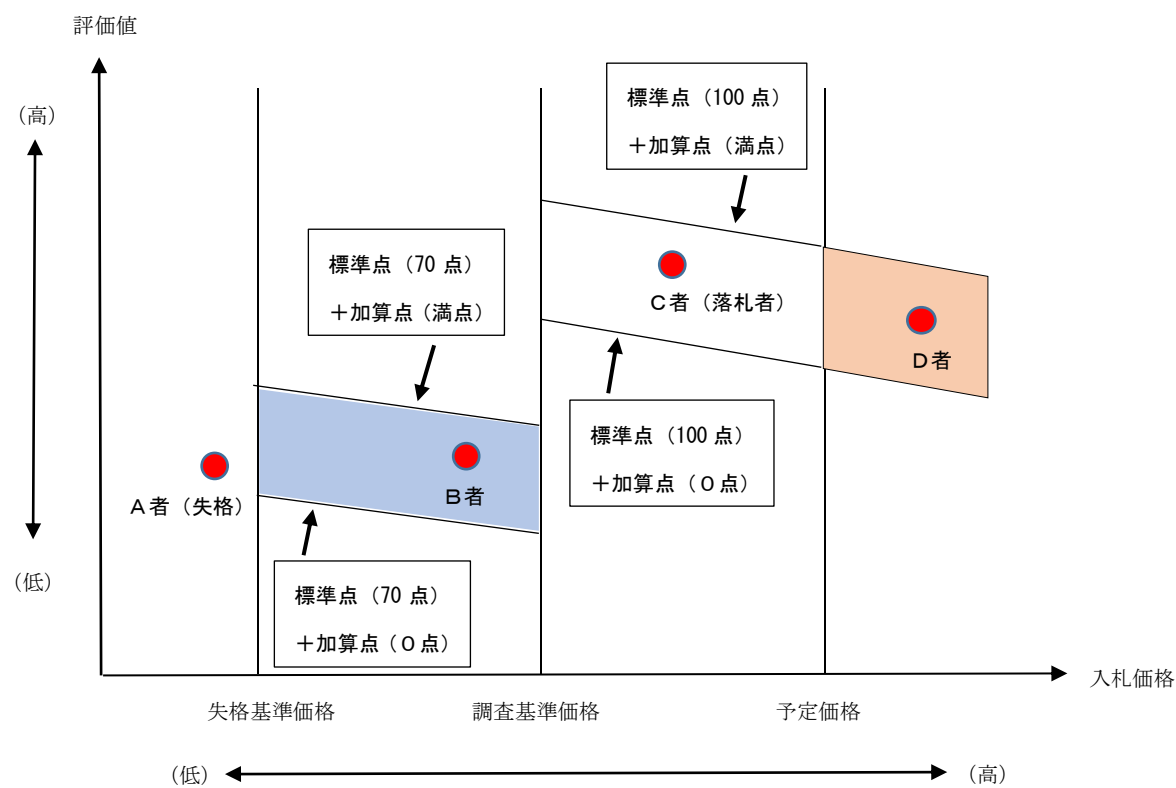 評価値
（高）
標準点（100 点）
＋加算点（満点）
標準点（70 点）
＋加算点（満点）
C者（落札者）
D者
標準点（100 点）
＋加算点（０点）
A者（失格）
B者
（低）
標準点（70 点）
＋加算点（０点）
入札価格
失格基準価格
調査基準価格
予定価格
（低）
（高）